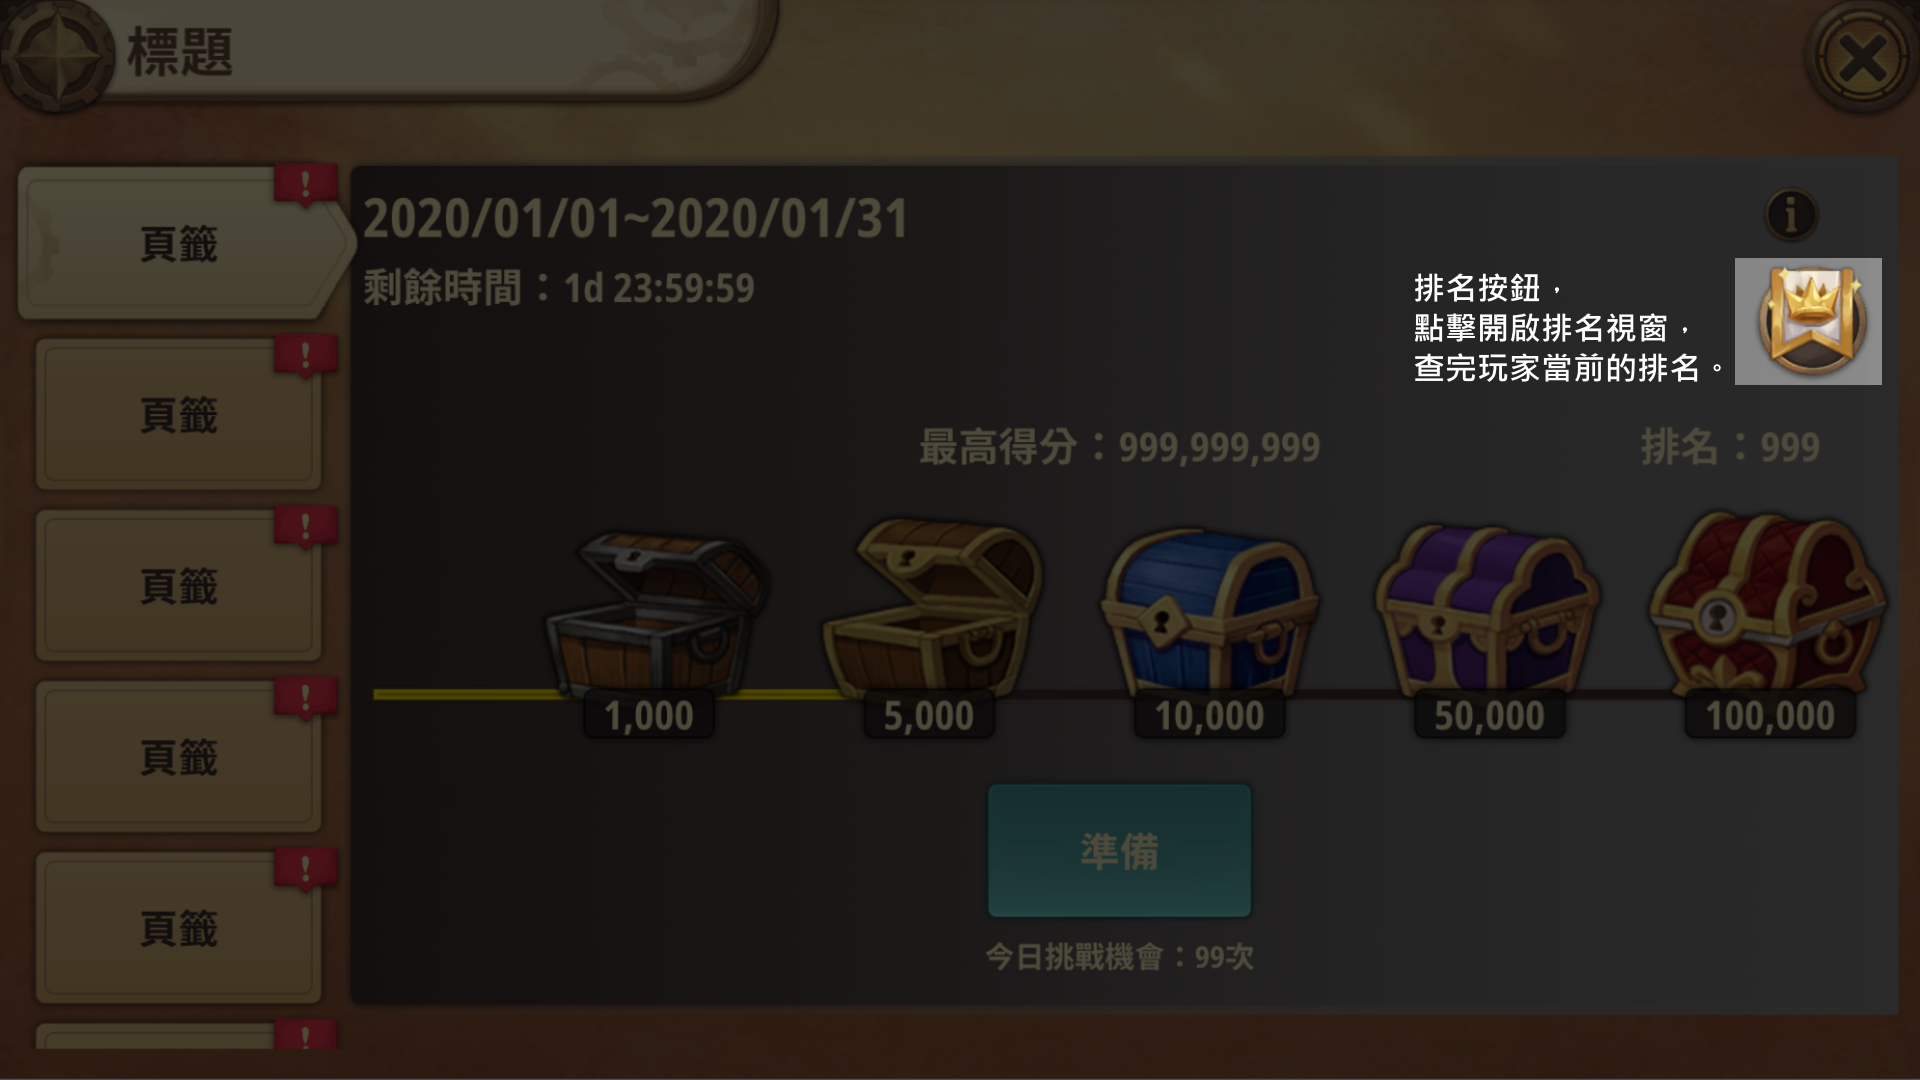 標題
頁籤
頁籤
頁籤
頁籤
頁籤
2020/01/01~2020/01/31
剩餘時間：1d 23:59:59
排名按鈕，
點擊開啟排名視窗，
查完玩家當前的排名。
最高得分：999,999,999
排名：999
1,000
5,000
10,000
50,000
100,000
準備
今日挑戰機會：99次